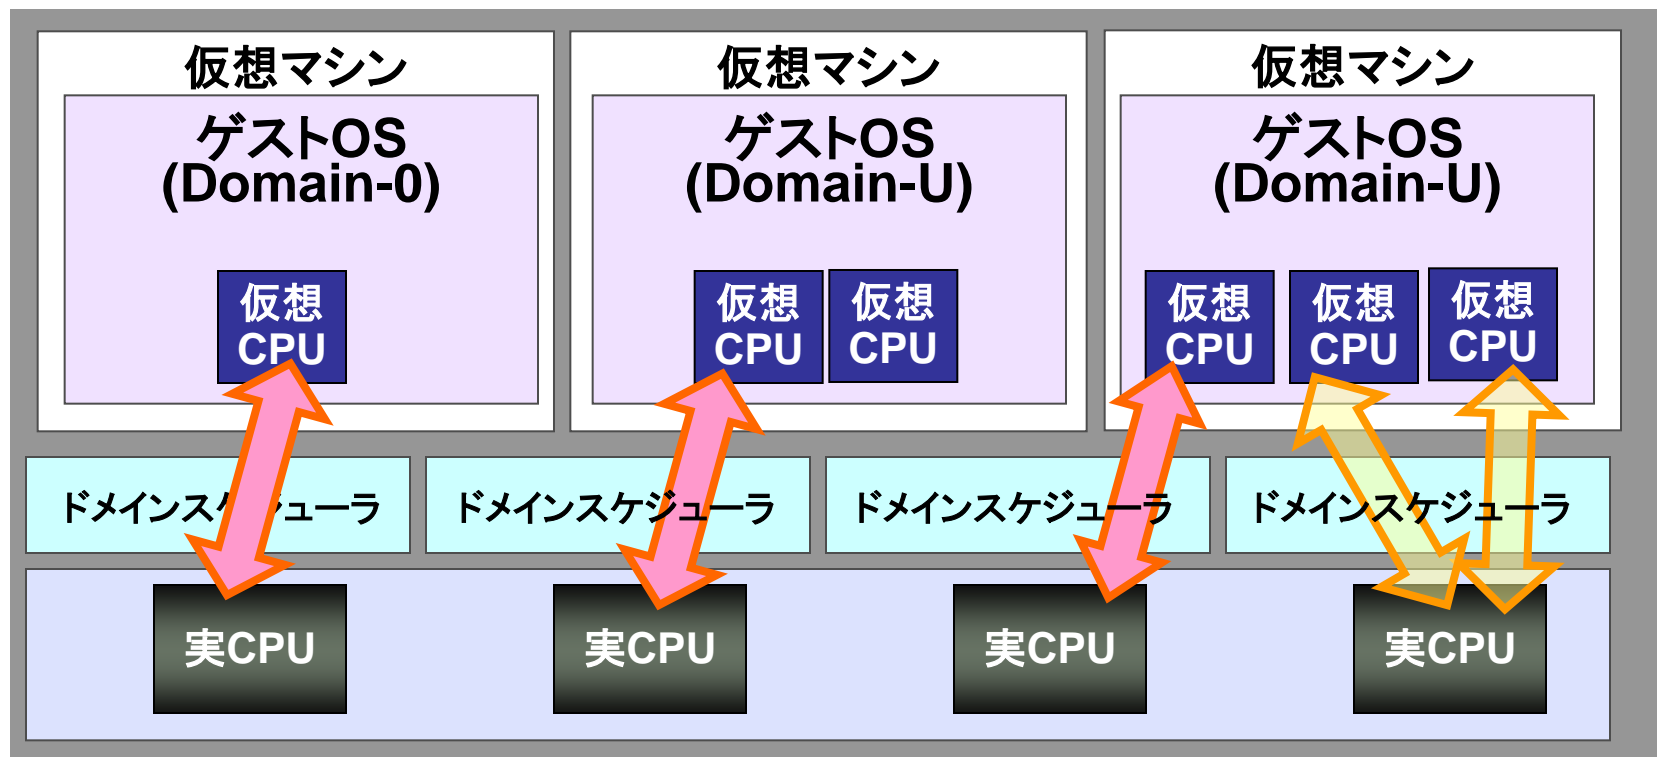 仮想マシン
ゲストOS
(Domain-0)
仮想
CPU
仮想マシン
ゲストOS
(Domain-U)
仮想
CPU
仮想
CPU
仮想マシン
ゲストOS
(Domain-U)
仮想
CPU
仮想
CPU
仮想
CPU
ドメインスケジューラ
ドメインスケジューラ
ドメインスケジューラ
ドメインスケジューラ
実CPU
実CPU
実CPU
実CPU